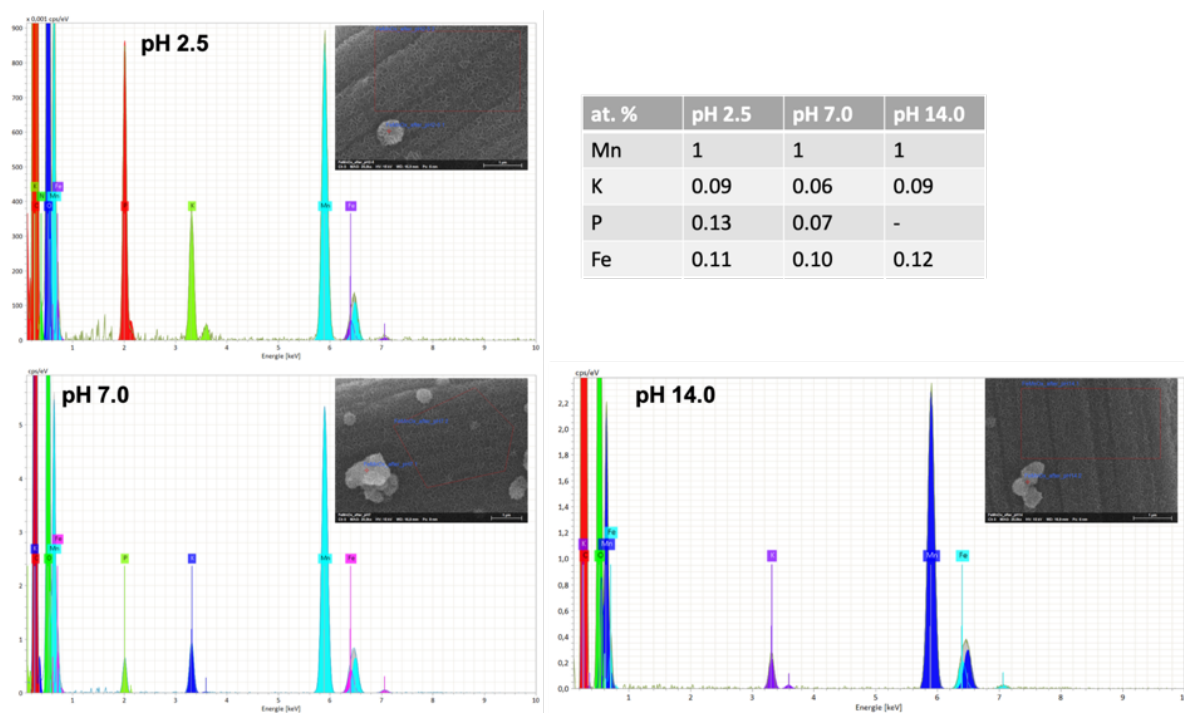 x 0,001 cps/eV
pH 2.5
900
800
700
600
500
400
300
200
100
0
K
Fe
N
Mn
C
O
P
K
Mn
Fe
1
2
3
4
5
6
7
8
9
10
Energie [keV]
at. % pH 2.5 pH 7.0 pH 14.0
Mn 1 1 1
K 0.09 0.06 0.09
P 0.13 0.07 -
Fe 0.11 0.10 0.12
cps/eV
pH 7.0
5
4
3
2
1
0
Fe
K
Mn
O
P
K
Mn
Fe
1
2
3
4
5
6
7
8
9
10
Energie [keV]
cps/eV
pH 14.0
2,2
2,0
1,8
1,6
1,4
1,2
1,0
0,8
0,6
0,4
0,2
0,0
Fe
K
Mn
C
O
K
Mn
Fe
1
2
3
4
5
6
7
8
9
10
Energie [keV]